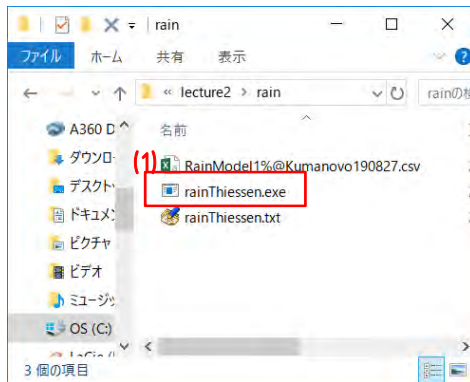 rain
ファイル ホーム 共有 表示
« lecture2 > rain
rainの検
A360 D
ダウンロー
デスクト
ドキュメ
ピクチャ
ビデオ
ミュージッ
OS (C:)
名前
(1)
RainModel1%@Kumanovo190827.csv
rainThiessen.exe
rainThiessen.txt
3 個の項目